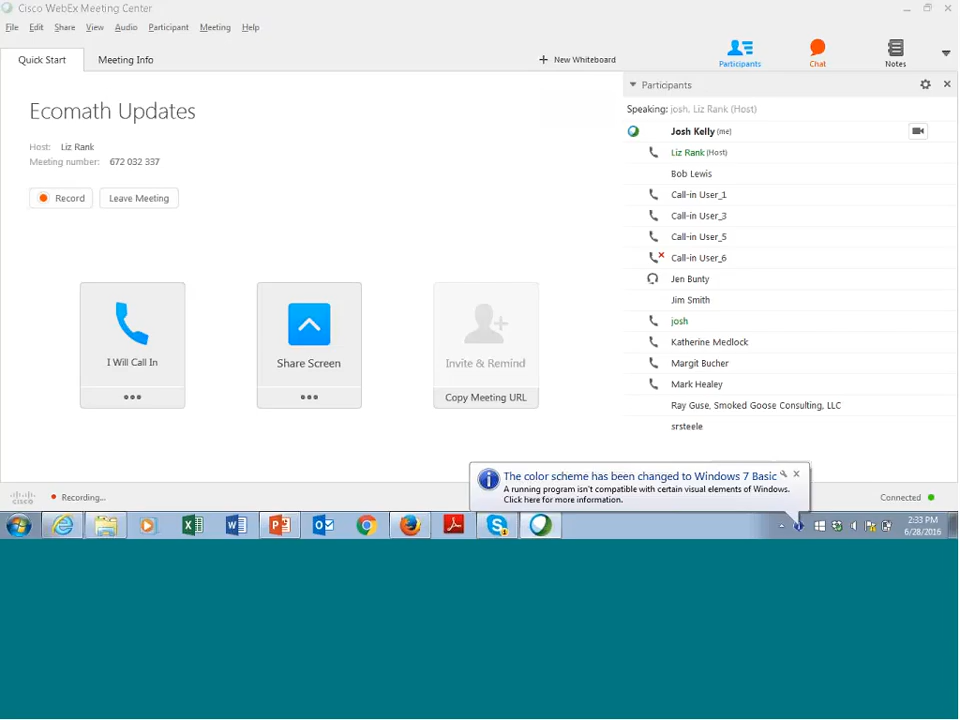 Cisco WebEx Meeting Center
File Edit Share View Audio Participant Meeting Help
Quick Start Meeting Info
+ New Whiteboard
Participants Chat Notes
Participants
Speaking: josh, Liz Rank (Host)
Ecomath Updates
Host: Liz Rank
Meeting number: 672 032 337
Record Leave Meeting
I Will Call In
Share Screen
Invite & Remind
Copy Meeting URL
Josh Kelly (me)
Liz Rank (Host)
Bob Lewis
Call-in User_1
Call-in User_3
Call-in User_5
Call-in User_6
Jen Bunty
Jim Smith
josh
Katherine Medlock
Margit Bucher
Mark Healey
Ray Guse, Smoked Goose Consulting, LLC
srsteele
The color scheme has been changed to Windows 7 Basic
A running program isn't compatible with certain visual elements of Windows.
Click here for more information.
cisco
Recording...
Connected
2:33 PM
6/28/2016